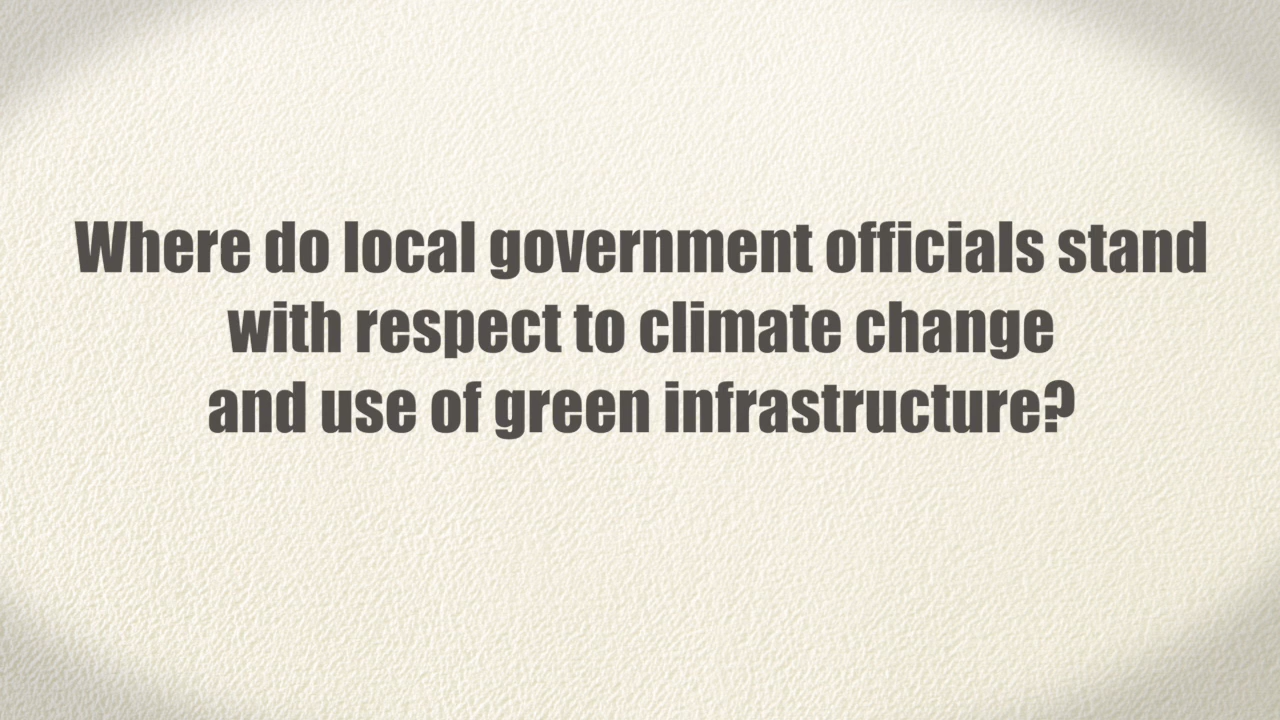 Where do local government officials stand
with respect to climate change
and use of green infrastructure?